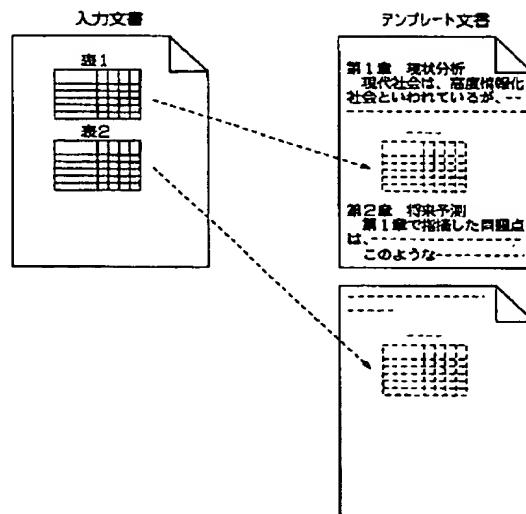 入力文書
表1
表2
テンプレート文書
第1章 現状分析
現代社会は、高度情報化
社会といわれているが、
第2章 将来予測
第1章で指摘した問題点
は、
このような